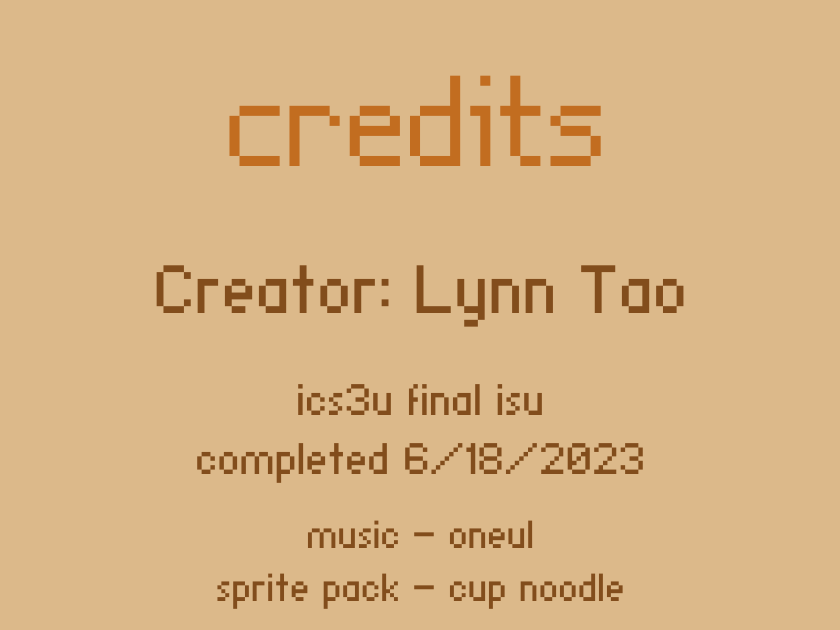 credits
Creator: Lynn Tao
ics3u final isu
completed 6/18/2023
music - oneul
sprite pack - cup noodle